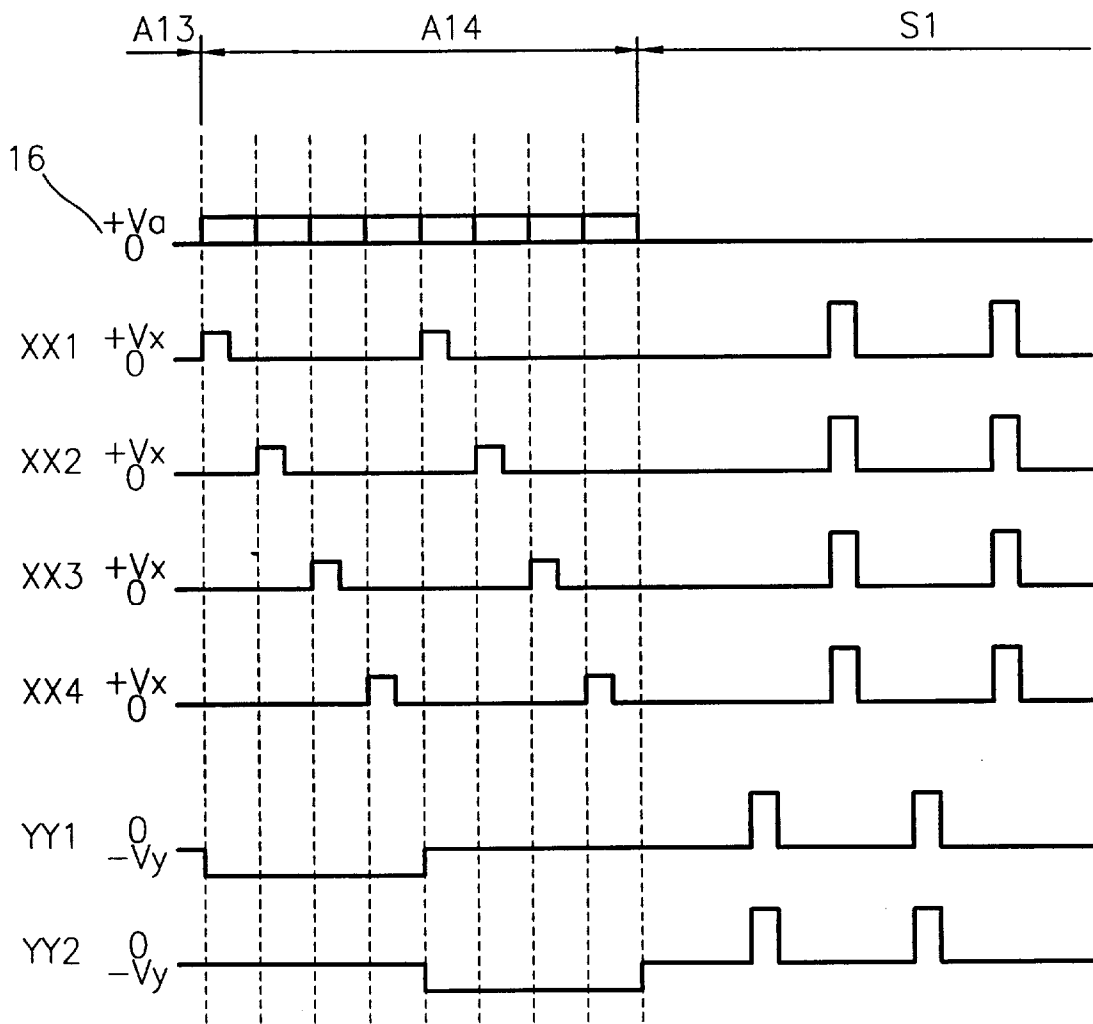 A13 A14 S1
16
+Va
0
XX1 +Vx
0
XX2 +Vx
0
XX3 +Vx
0
XX4 +Vx
0
YY1 0
-Vy
YY2 0
-Vy